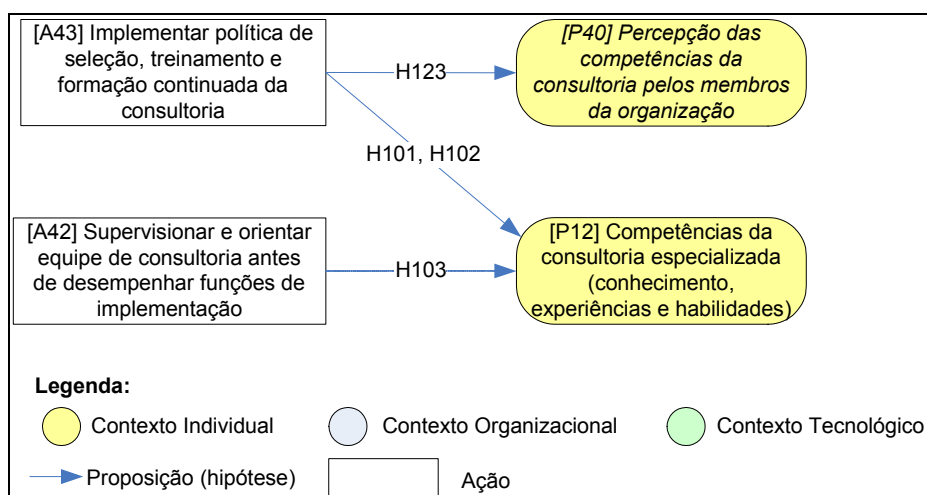 [A43] Implementar política de
seleção, treinamento e
formação continuada da
consultoria
H123
[P40] Percepção das
competências da
consultoria pelos membros
da organização
H101, H102
[A42] Supervisionar e orientar
equipe de consultoria antes
de desempenhar funções de
implementação
H103
[P12] Competências da
consultoria especializada
(conhecimento,
experiências e habilidades)
Legenda:
Contexto Individual
Contexto Organizacional
Contexto Tecnológico
Proposição (hipótese)
Ação